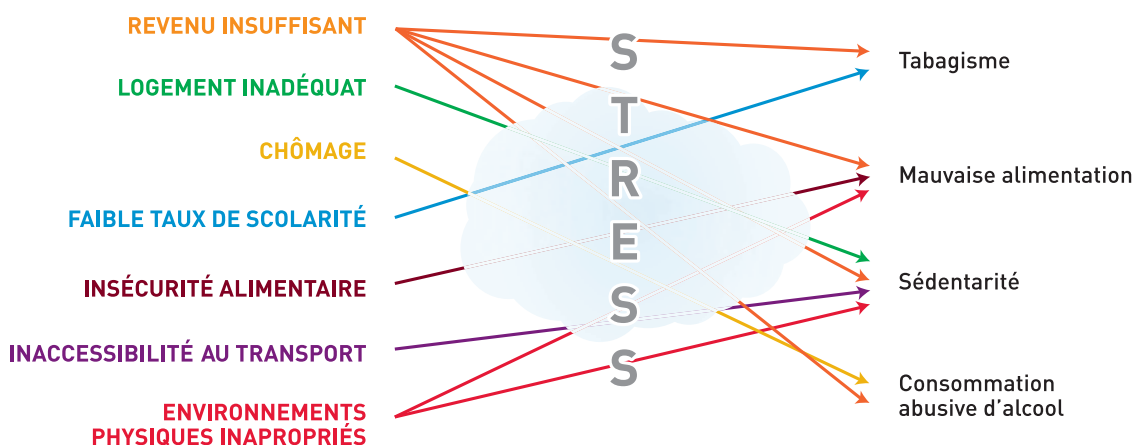 REVENU INSUFFISANT
LOGEMENT INADÉQUAT
CHÔMAGE
FAIBLE TAUX DE SCOLARITÉ
INSÉCURITÉ ALIMENTAIRE
INACCESSIBILITÉ AU TRANSPORT
ENVIRONNEMENTS
PHYSIQUES INAPROPRIÉS
STRESS
Tabagisme
Mauvaise alimentation
Sédentarité
Consommation
abusive d'alcool